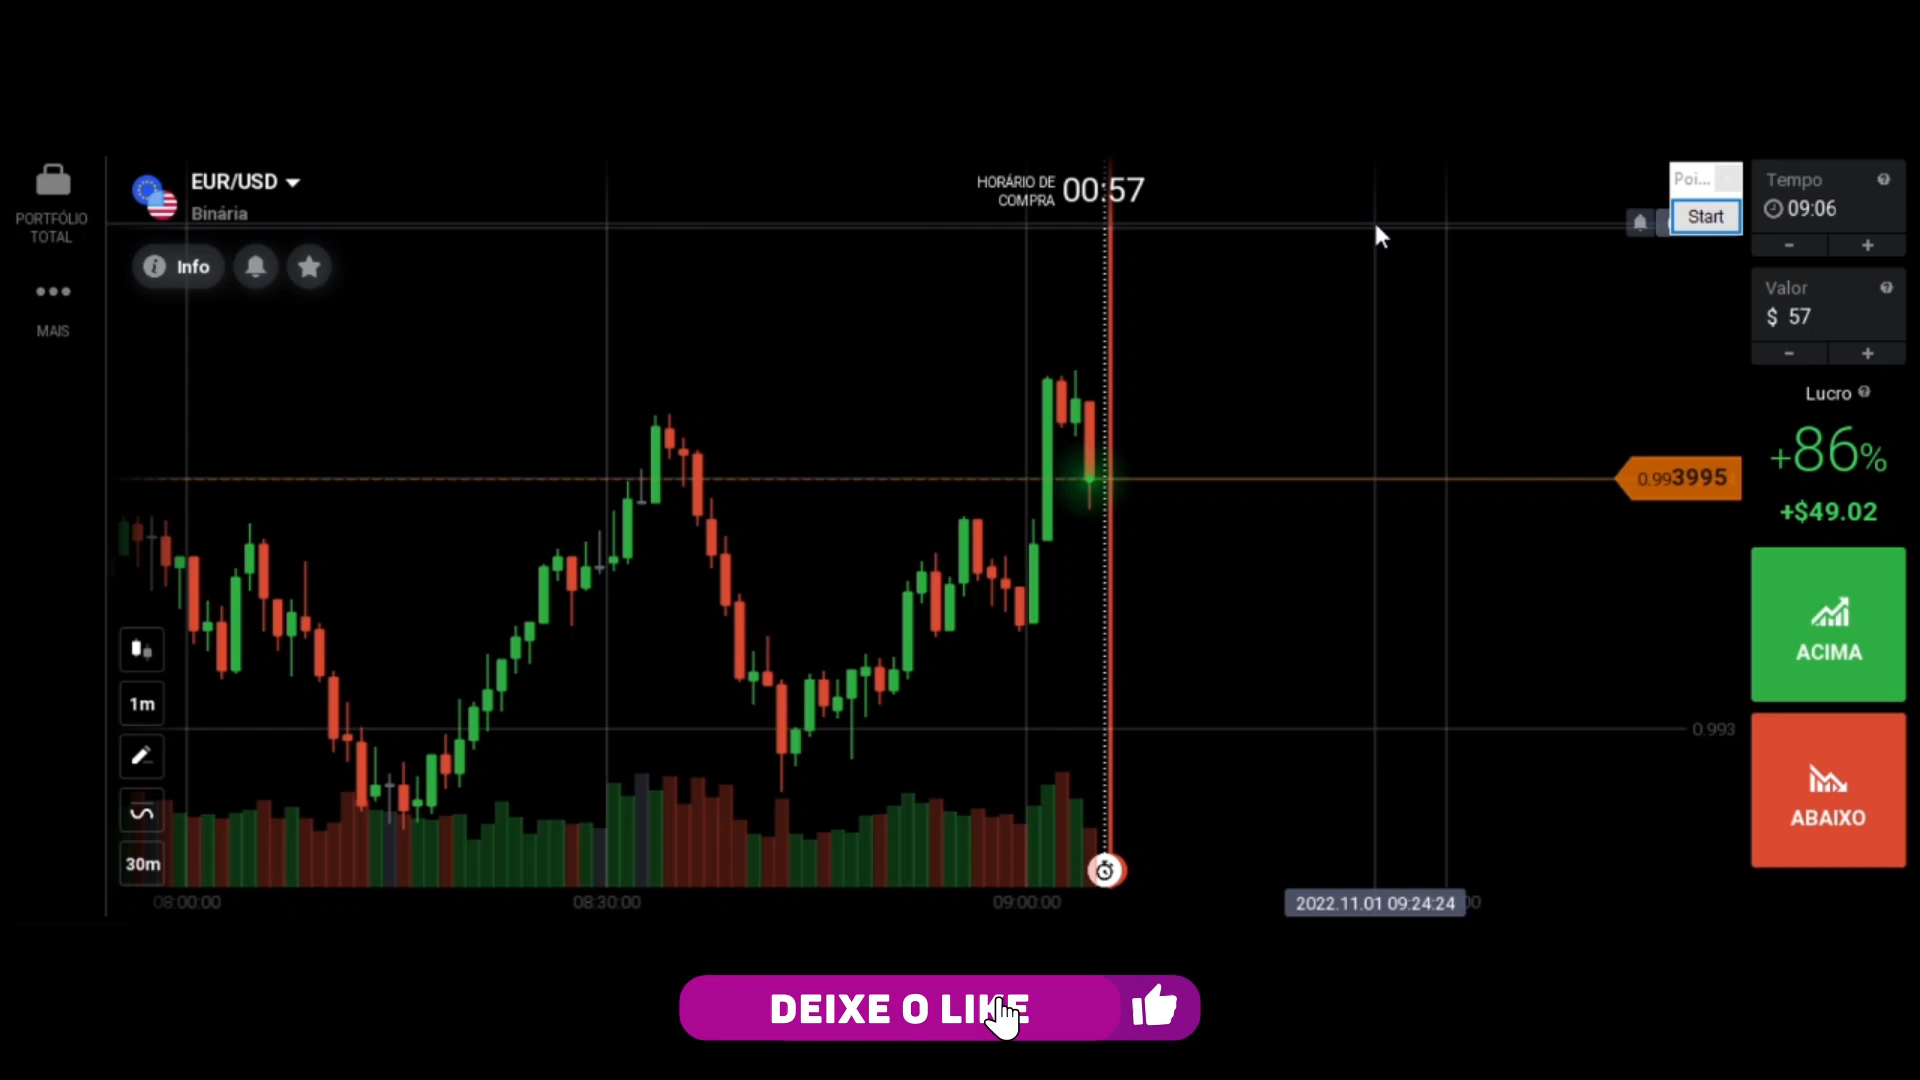 PORTFÓLIO
TOTAL
MAIS
EUR/USD
Binária
Info
HORÁRIO DE
COMPRA
00:57
Poi...
Start
Tempo
09:06
- +
Valor
$ 57
- +
Lucro
+86%
+$49.02
0.993995
ACIMA
0.993
ABAIXO
1m
30m
08:00:00
08:30:00
09:00:00
2022.11.01 09:24:24
DEIXE O LIKE